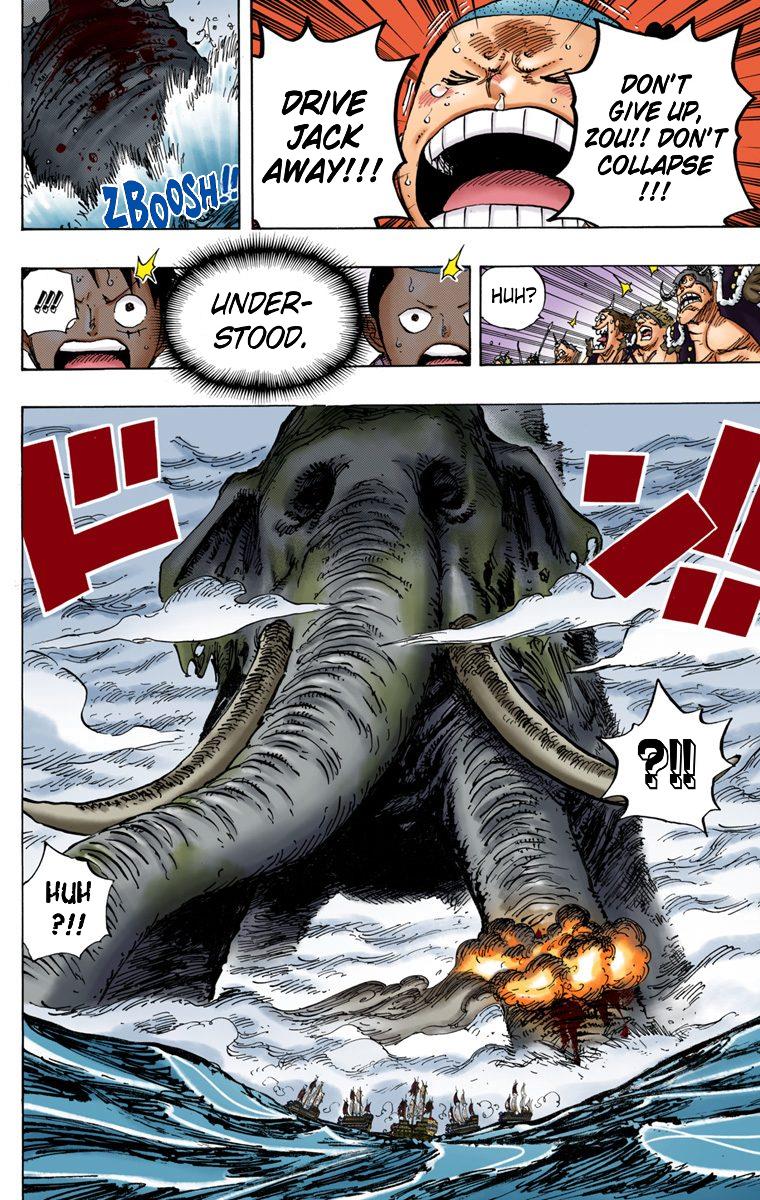 DON'T
GIVE UP,
ZOU!! DON'T
COLLAPSE
!!!
DRIVE
JACK
AWAY!!!
ZBOOSH!!
HUH?
UNDER-
STOOD.
!!!
ドン!!
?!!
HUH
?!!